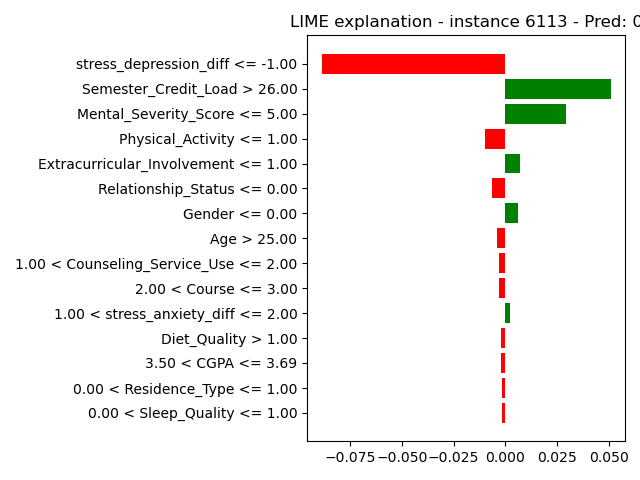 LIME explanation - instance 6113 - Pred: 0
stress_depression_diff <= -1.00
Semester_Credit_Load > 26.00
Mental_Severity_Score <= 5.00
Physical_Activity <= 1.00
Extracurricular_Involvement <= 1.00
Relationship_Status <= 0.00
Gender <= 0.00
Age > 25.00
1.00 < Counseling_Service_Use <= 2.00
2.00 < Course <= 3.00
1.00 < stress_anxiety_diff <= 2.00
Diet_Quality > 1.00
3.50 < CGPA <= 3.69
0.00 < Residence_Type <= 1.00
0.00 < Sleep_Quality <= 1.00
−0.075 −0.050 −0.025 0.000 0.025 0.050